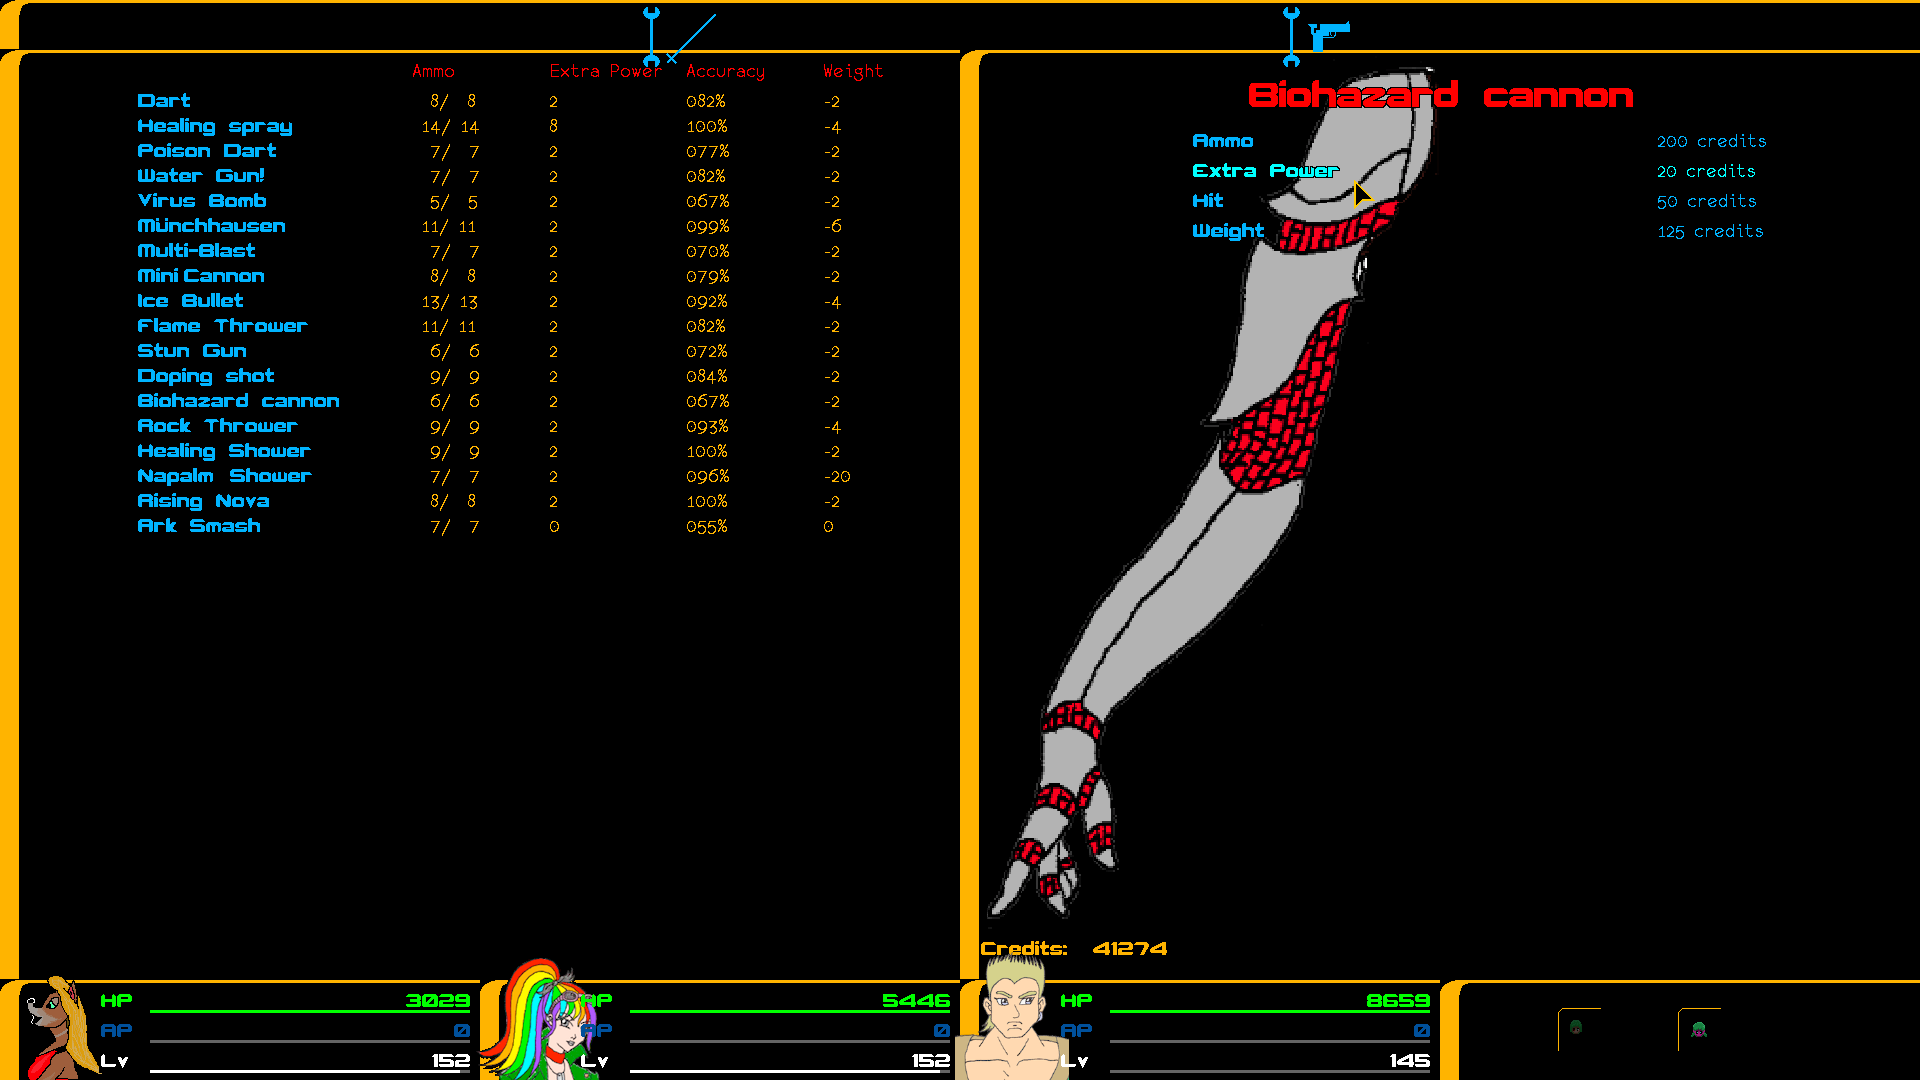 Ammo Extra Power Accuracy Weight
Dart 8/ 8 2 082% -2
Healing spray 14/ 14 8 100% -4
Poison Dart 7/ 7 2 077% -2
Water Gun! 7/ 7 2 082% -2
Virus Bomb 5/ 5 2 067% -2
Münchhausen 11/ 11 2 099% -6
Multi-Blast 7/ 7 2 070% -2
Mini Cannon 8/ 8 2 079% -2
Ice Bullet 13/ 13 2 092% -4
Flame Thrower 11/ 11 2 082% -2
Stun Gun 6/ 6 2 072% -2
Doping shot 9/ 9 2 084% -2
Biohazard cannon 6/ 6 2 067% -2
Rock Thrower 9/ 9 2 093% -4
Healing Shower 9/ 9 2 100% -2
Napalm Shower 7/ 7 2 096% -20
Rising Nova 8/ 8 2 100% -2
Ark Smash 7/ 7 0 055% 0
Biohazard cannon
Ammo 200 credits
Extra Power 20 credits
Hit 50 credits
Weight 125 credits
Credits: 41274
HP 3029
AP 0
Lv 152
HP 5446
AP 0
Lv 152
HP 8659
AP 0
Lv 145